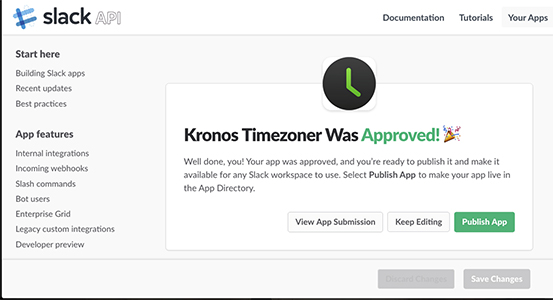 slack API
Documentation
Tutorials
Your Apps
Start here
Building Slack apps
Recent updates
Best practices
App features
Internal integrations
Incoming webhooks
Slash commands
Bot users
Enterprise Grid
Legacy custom integrations
Developer preview
Kronos Timezoner Was Approved!
Well done, you! Your app was approved, and you're ready to publish it and make it
available for any Slack workspace to use. Select Publish App to make your app live in
the App Directory.
View App Submission
Keep Editing
Publish App
Discard Changes
Save Changes